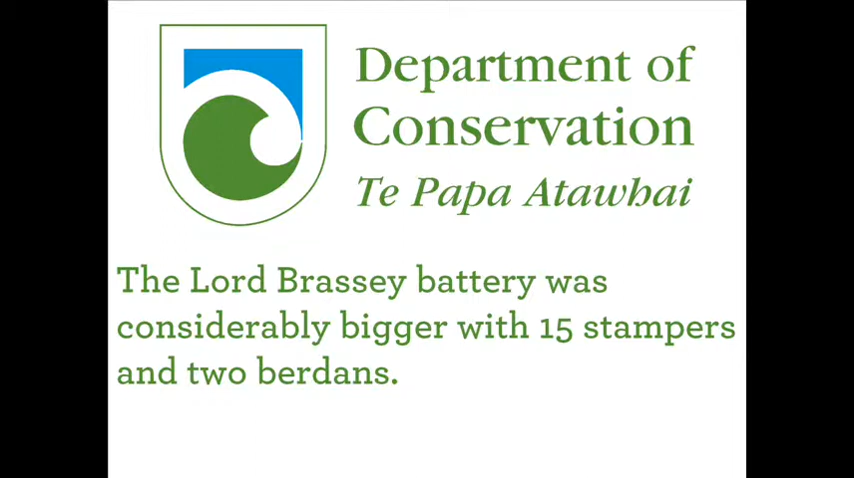 Department of
Conservation
Te Papa Atawhai
The Lord Brassey battery was
considerably bigger with 15 stampers
and two berdans.